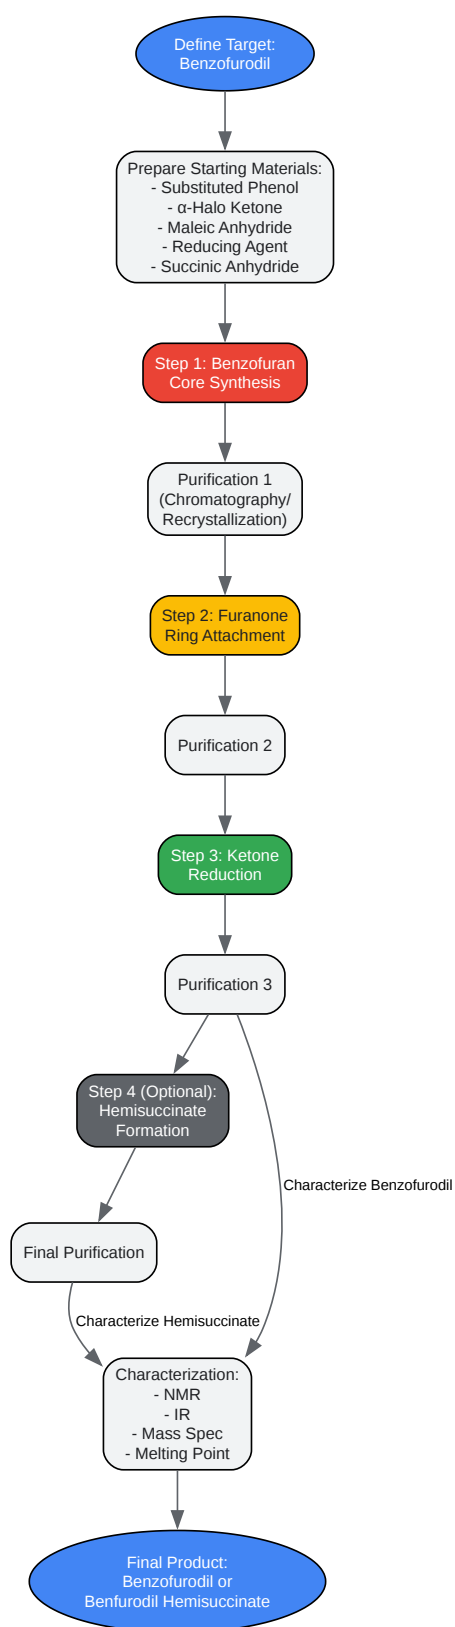 Define Target:
Benzofurodil
Prepare Starting Materials:
- Substituted Phenol
- α-Halo Ketone
- Maleic Anhydride
- Reducing Agent
- Succinic Anhydride
Step 1: Benzofuran
Core Synthesis
Purification 1
(Chromatography/
Recrystallization)
Step 2: Furanone
Ring Attachment
Purification 2
Step 3: Ketone
Reduction
Purification 3
Step 4 (Optional):
Hemisuccinate
Formation
Characterize Benzofurodil
Final Purification
Characterize Hemisuccinate
Characterization:
- NMR
- IR
- Mass Spec
- Melting Point
Final Product:
Benzofurodil or
Benfurodil Hemisuccinate